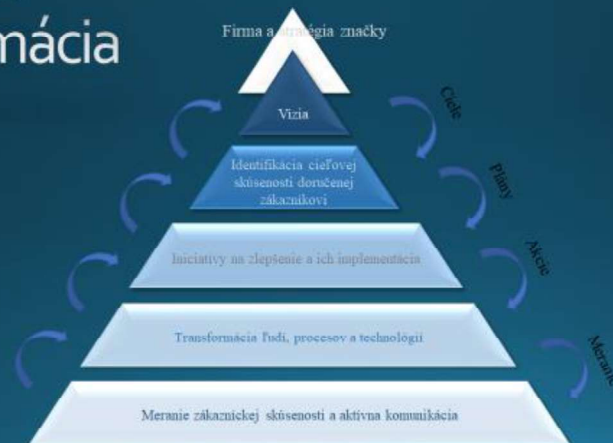 mácia
Firma a stratégia značky
Vízia
Identifikácia cieľovej
skúsenosti doručenej
zákazníkovi
Iniciatívy na zlepšenie a ich implementácia
Transformácia ľudí, procesov a technológií
Meranie zákazníckej skúsenosti a aktívna komunikácia
Ciele
Plány
Akcie
Meranie